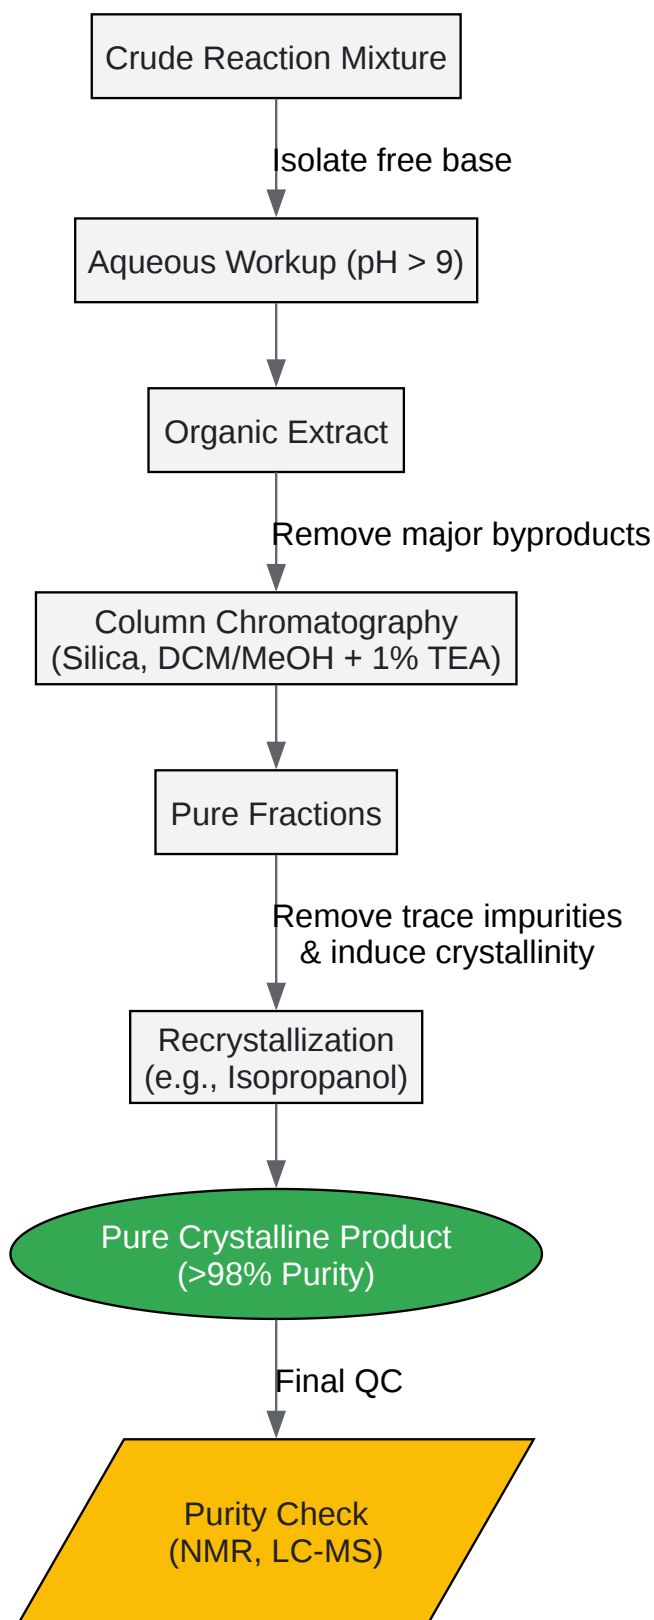 Crude Reaction Mixture
Isolate free base
Aqueous Workup (pH > 9)
Organic Extract
Remove major byproducts
Column Chromatography
(Silica, DCM/MeOH + 1% TEA)
Pure Fractions
Remove trace impurities
& induce crystallinity
Recrystallization
(e.g., Isopropanol)
Pure Crystalline Product
(>98% Purity)
Final QC
Purity Check
(NMR, LC-MS)